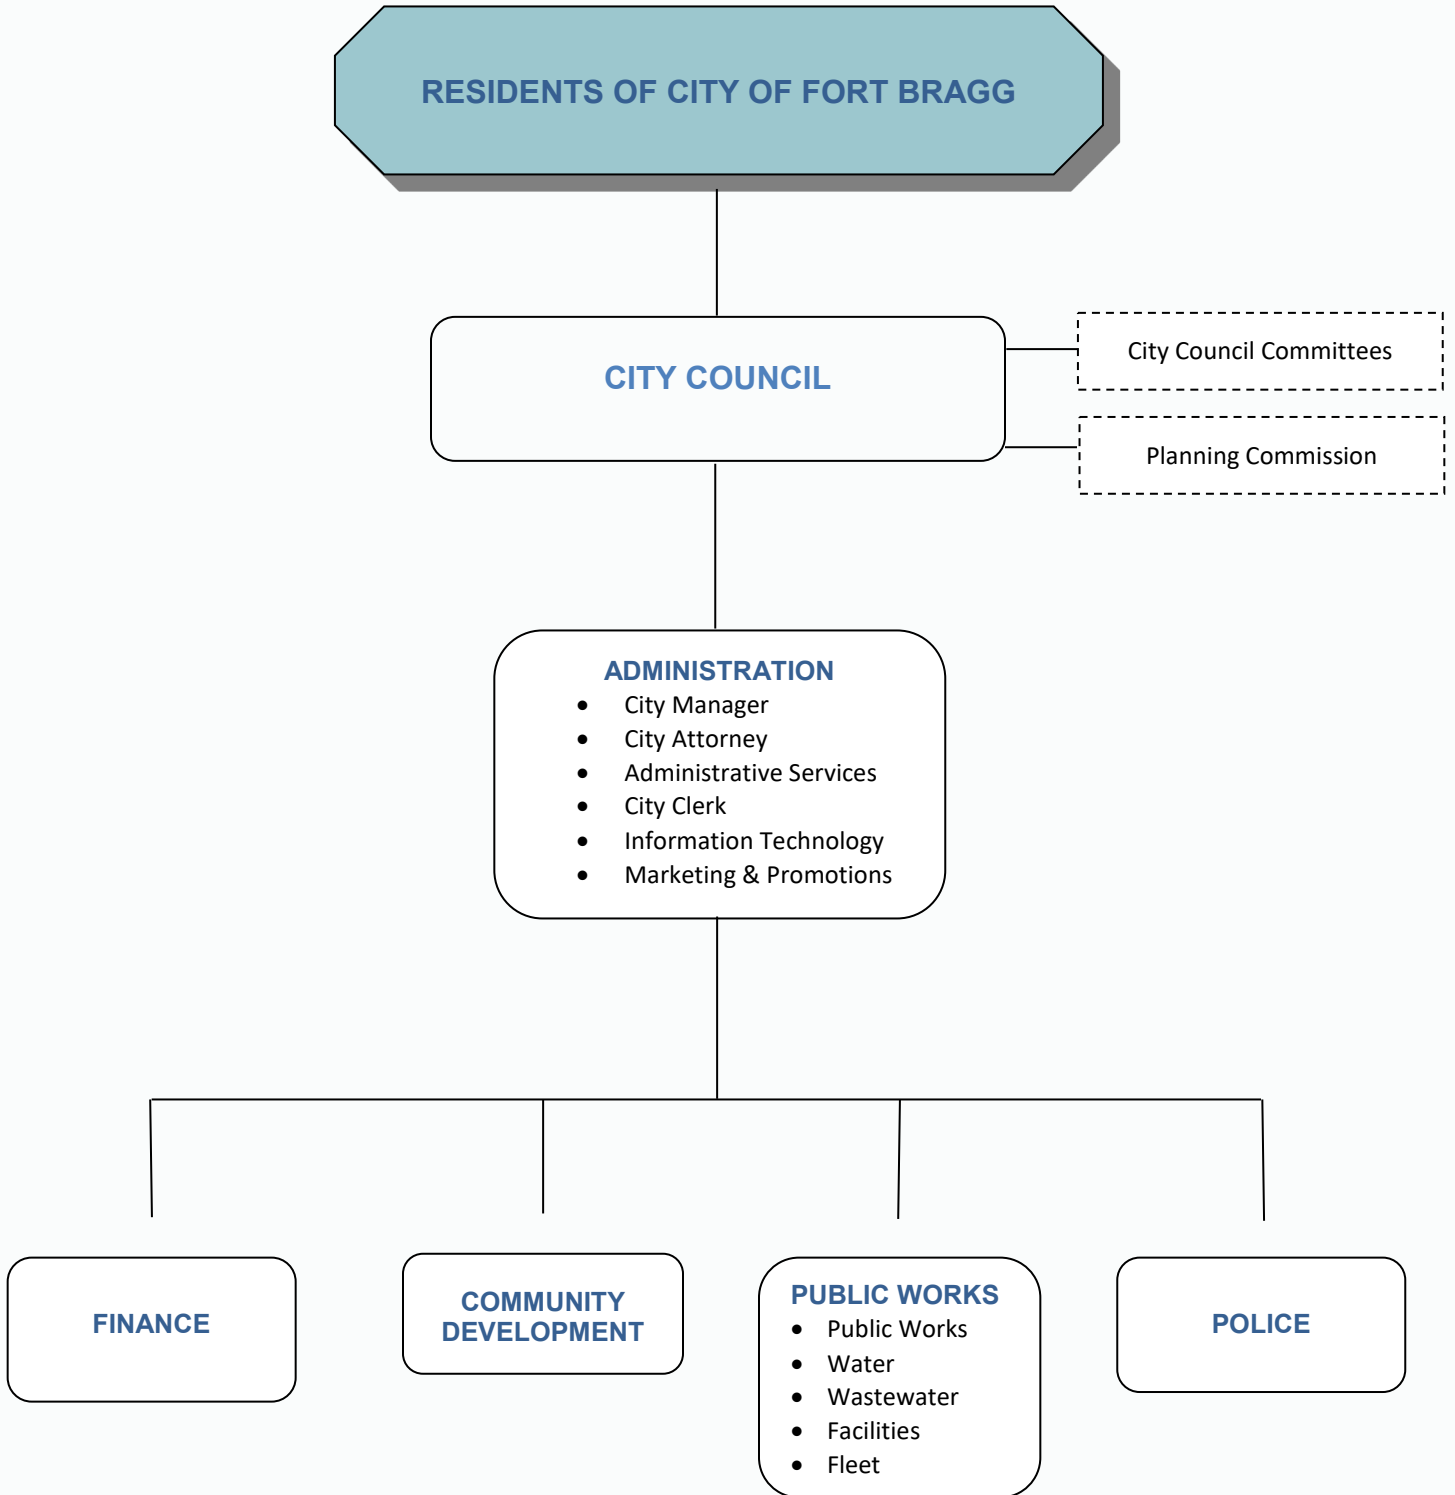 RESIDENTS OF CITY OF FORT BRAGG
CITY COUNCIL
City Council Committees
Planning Commission
ADMINISTRATION
• City Manager
• City Attorney
• Administrative Services
• City Clerk
• Information Technology
• Marketing & Promotions
FINANCE
COMMUNITY
DEVELOPMENT
PUBLIC WORKS
• Public Works
• Water
• Wastewater
• Facilities
• Fleet
POLICE